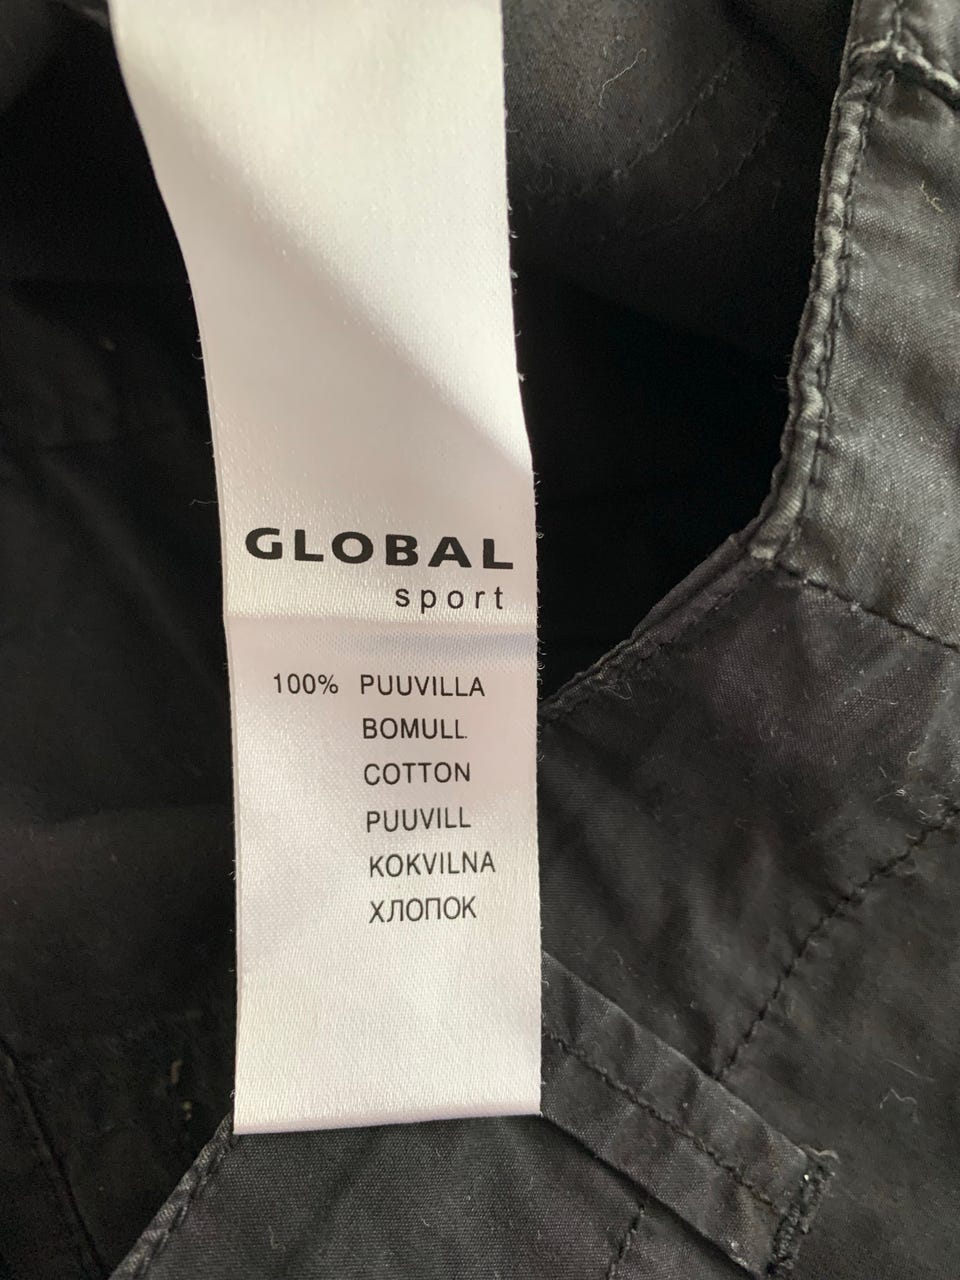 GLOBAL
sport
100% PUUVILLA
BOMULL
COTTON
PUUVILL
KOKVILNA
ХЛОПОК